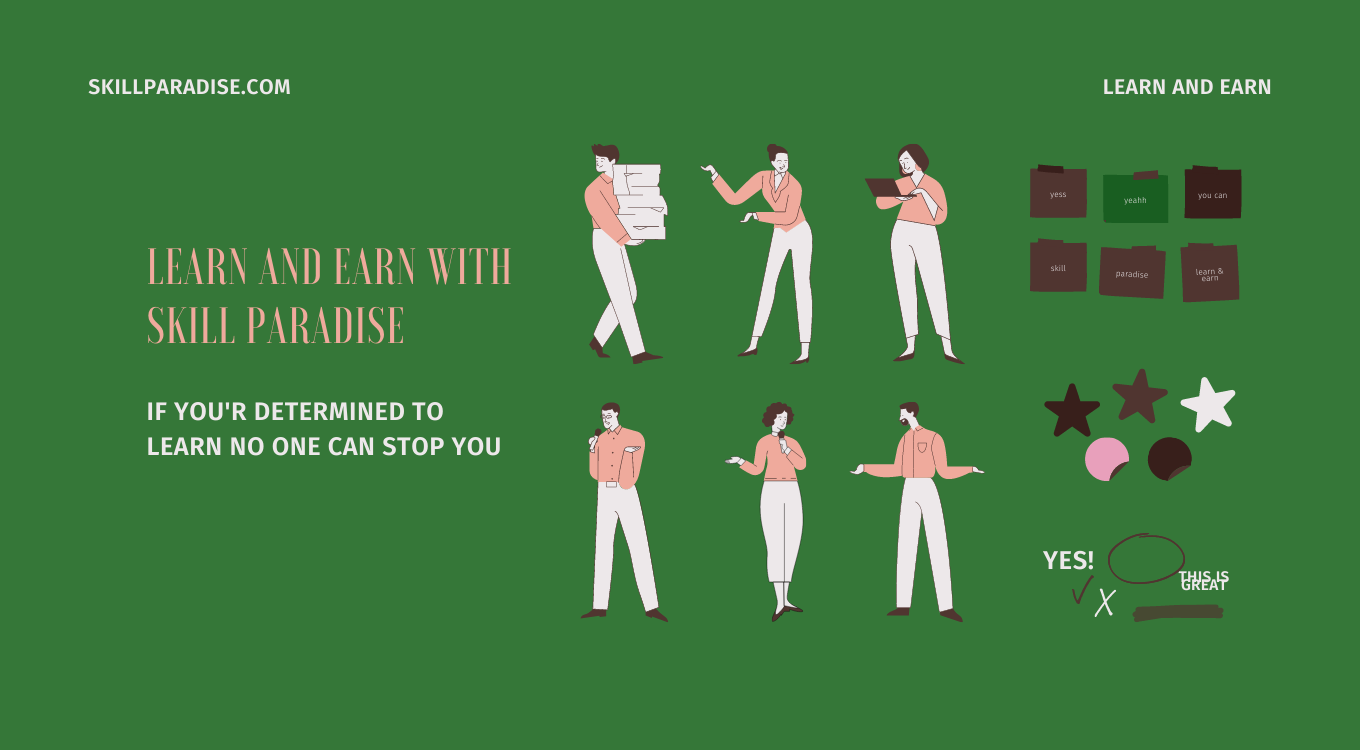 SKILLPARADISE.COM
LEARN AND EARN
LEARN AND EARN WITH
SKILL PARADISE
IF YOU'R DETERMINED TO
LEARN NO ONE CAN STOP YOU
yess
yeahh
you can
skill
paradise
learn &
earn
YES!
THIS IS
GREAT